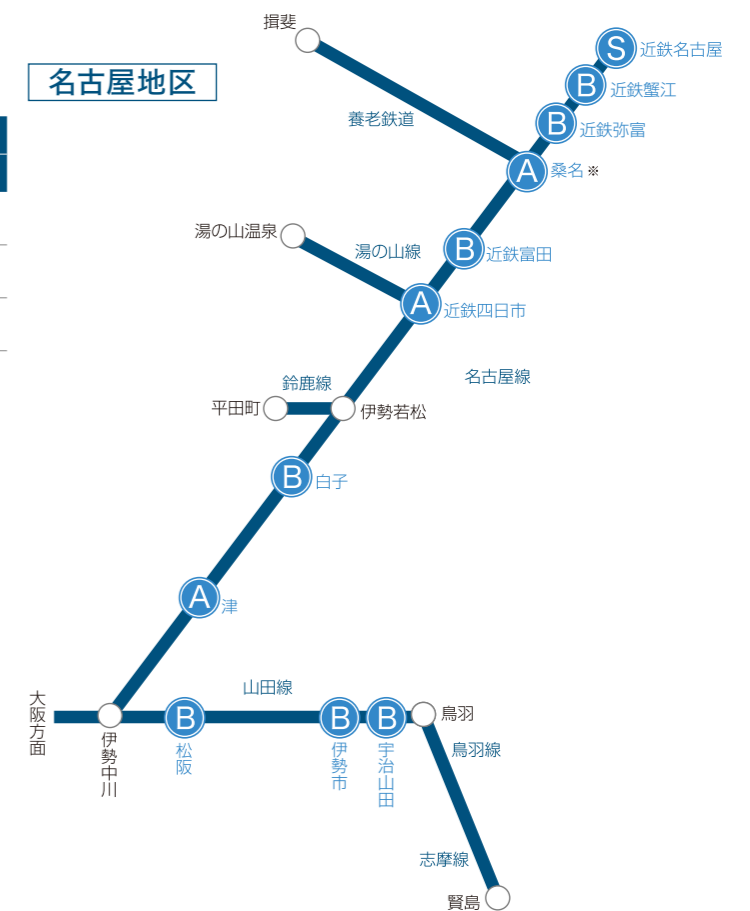 名古屋地区
揖斐
養老鉄道
S 近鉄名古屋
B 近鉄蟹江
B 近鉄弥富
A 桑名 ※
湯の山温泉
湯の山線
B 近鉄富田
A 近鉄四日市
名古屋線
鈴鹿線
平田町
伊勢若松
B 白子
A 津
大阪方面
伊勢中川
山田線
B 松阪
B 伊勢市
B 宇治山田
鳥羽
鳥羽線
志摩線
賢島